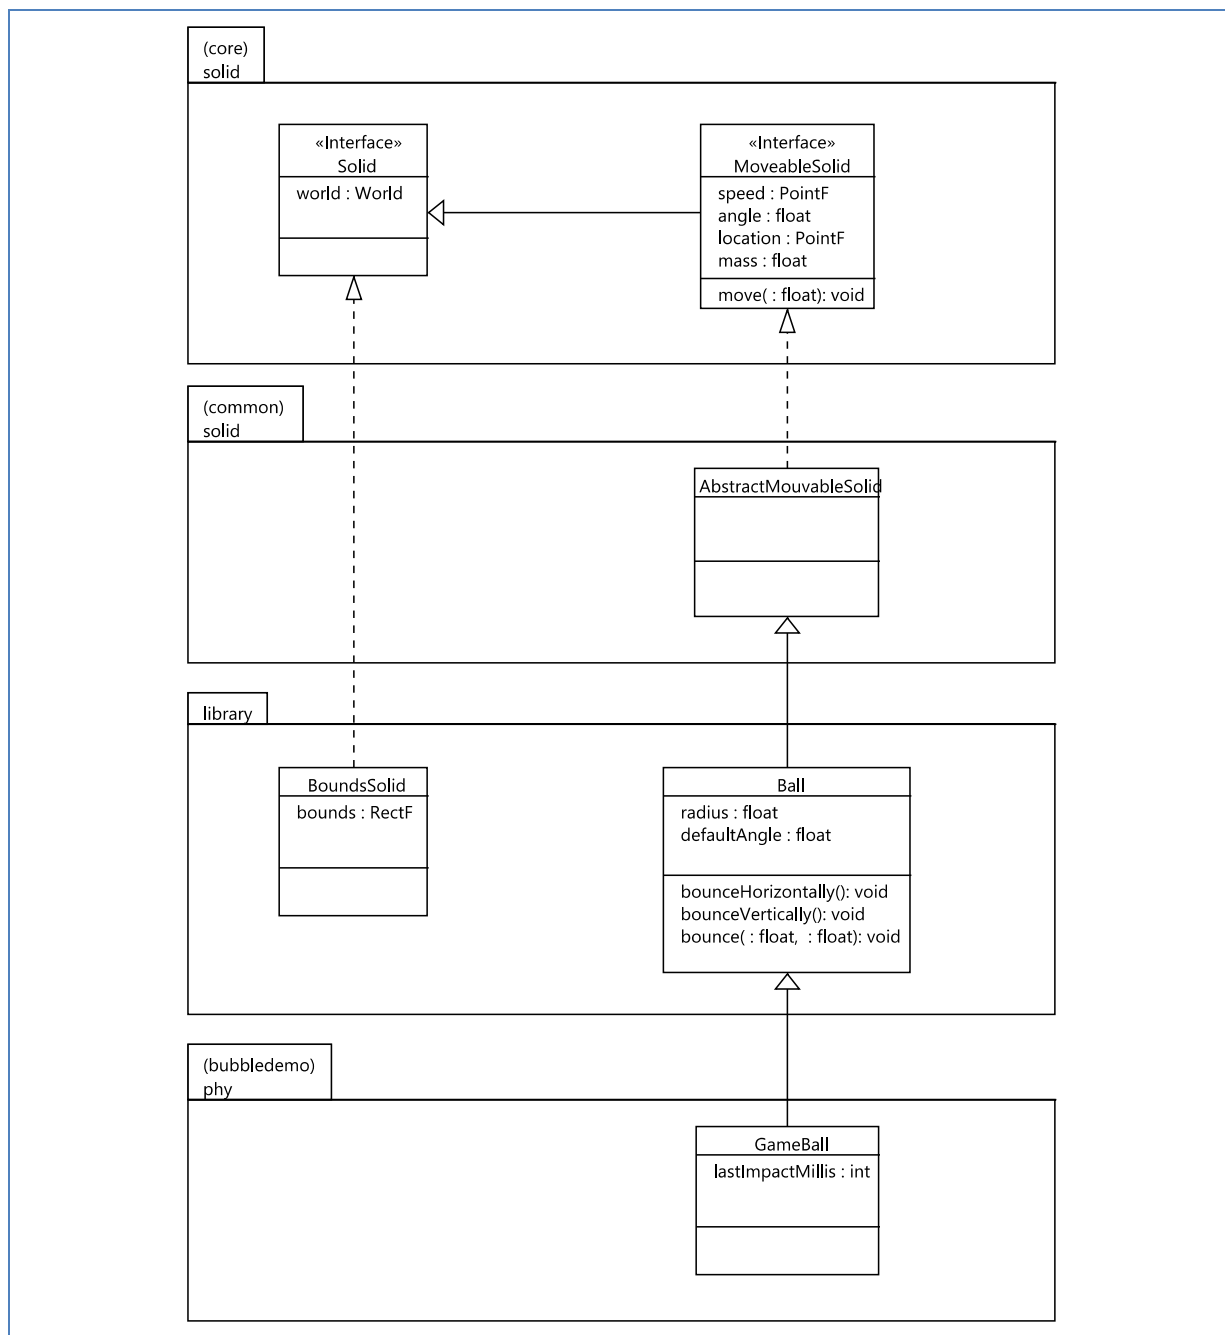 (core)
solid
«Interface»
Solid
world : World
«Interface»
MoveableSolid
speed : PointF
angle : float
location : PointF
mass : float
move( : float): void
(common)
solid
AbstractMouvableSolid
library
BoundsSolid
bounds : RectF
Ball
radius : float
defaultAngle : float
bounceHorizontally(): void
bounceVertically(): void
bounce( : float,  : float): void
(bubbledemo)
phy
GameBall
lastImpactMillis : int